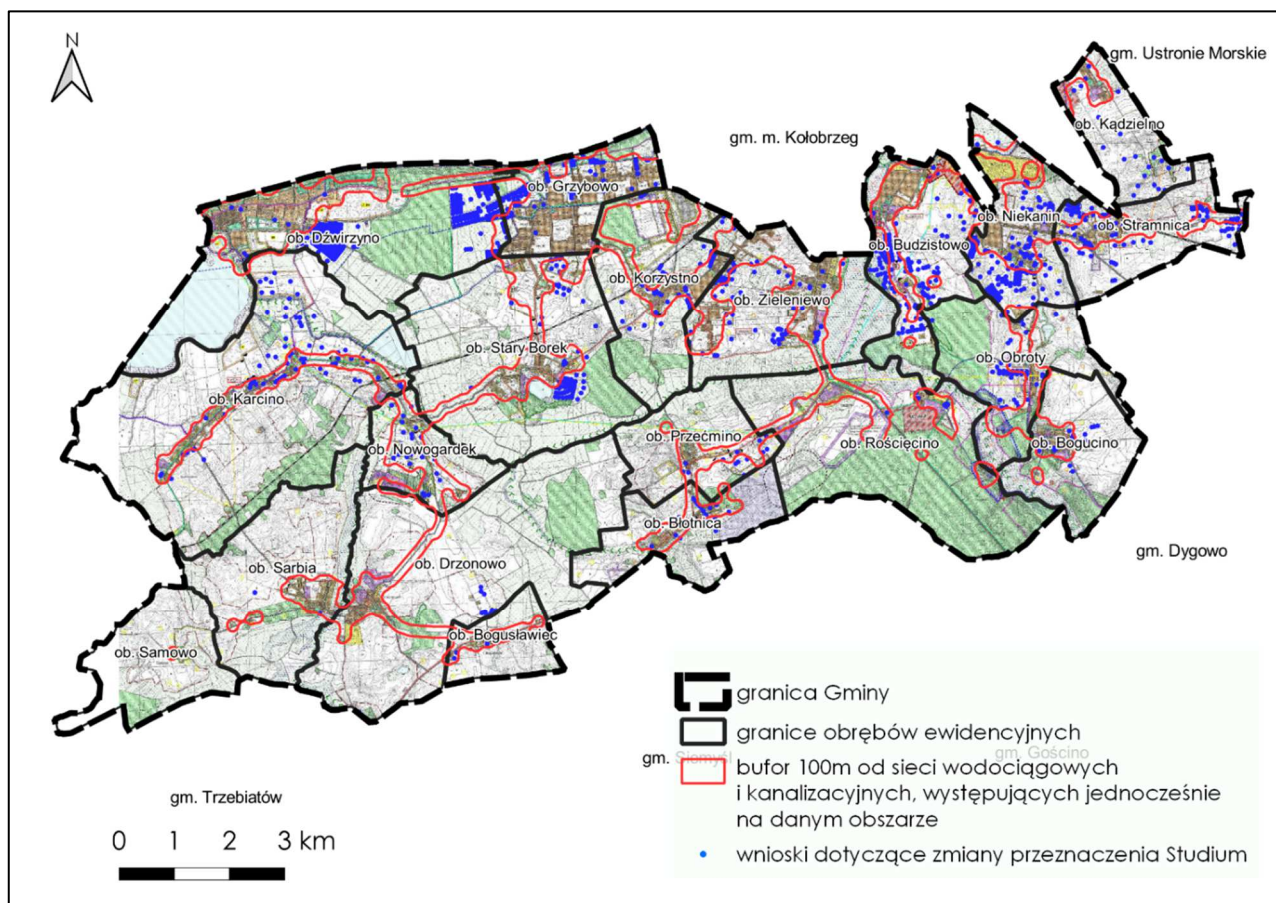 N
gm. Ustronie Morskie
ob. Kądzielno
gm. m. Kołobrzeg
ob. Grzybowo
ob. Niekanin
ob. Stramnica
ob. Dźwirzyno
ob. Budzistowo
ob. Korzystno
ob. Zieleniewo
ob. Stary Borek
ob. Obroty
ob. Karcino
ob. Przećmino
ob. Rościęcino
ob. Bogucino
ob. Nowogardek
ob. Błotnica
gm. Dygowo
ob. Sarbia
ob. Drzonowo
ob. Bogusławiec
ob. Samowo
granica Gminy
granice obrębów ewidencyjnych
gm. Siemyśl
gm. Gościno
bufor 100m od sieci wodociągowych
i kanalizacyjnych, występujących jednocześnie
na danym obszarze
wnioski dotyczące zmiany przeznaczenia Studium
gm. Trzebiatów
0 1 2 3 km